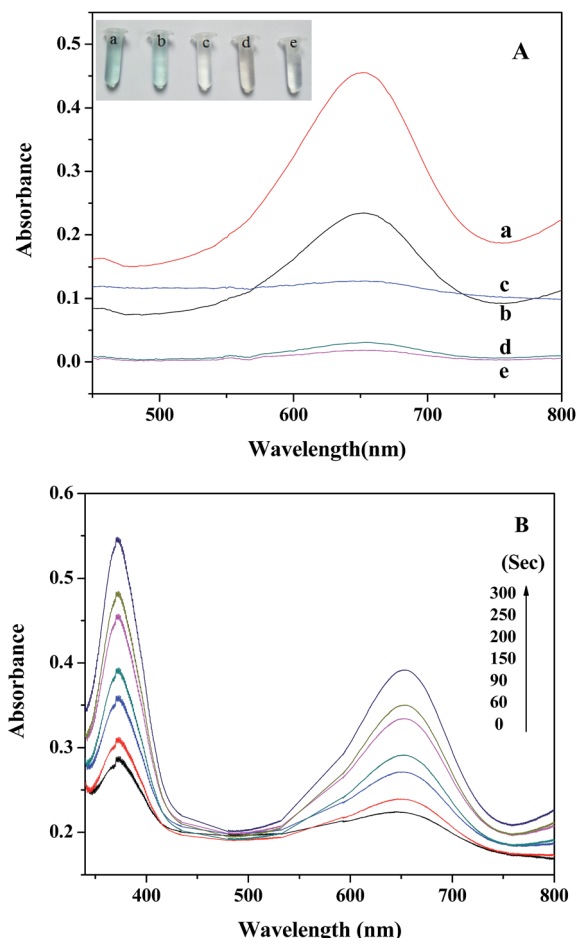 a b c d e
A
0.5
0.4
0.3
0.2
0.1
0.0
a
c
b
d
e
500 600 700 800
Wavelength(nm)
Absorbance
B
(Sec)
300
250
200
150
90
60
0
0.6
0.5
0.4
0.3
0.2
400 500 600 700 800
Wavelength (nm)
Absorbance